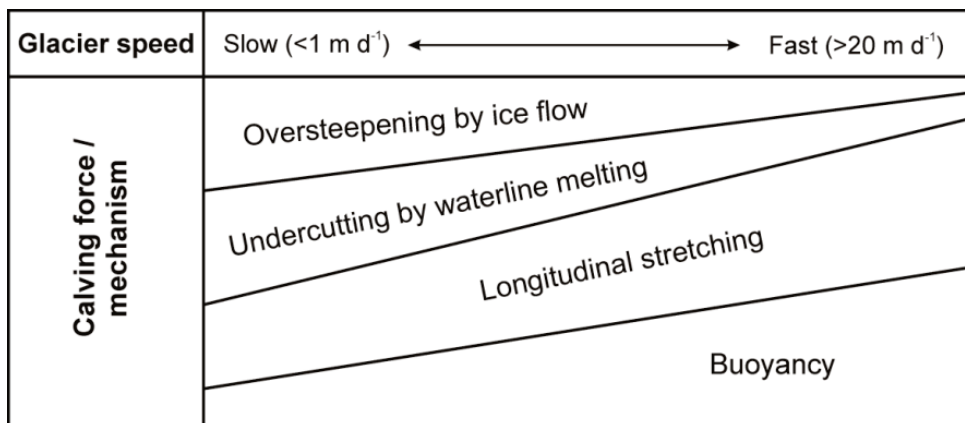 Glacier speed
Slow (<1 m d⁻¹)
Fast (>20 m d⁻¹)
Calving force /
mechanism
Oversteepening by ice flow
Undercutting by waterline melting
Longitudinal stretching
Buoyancy